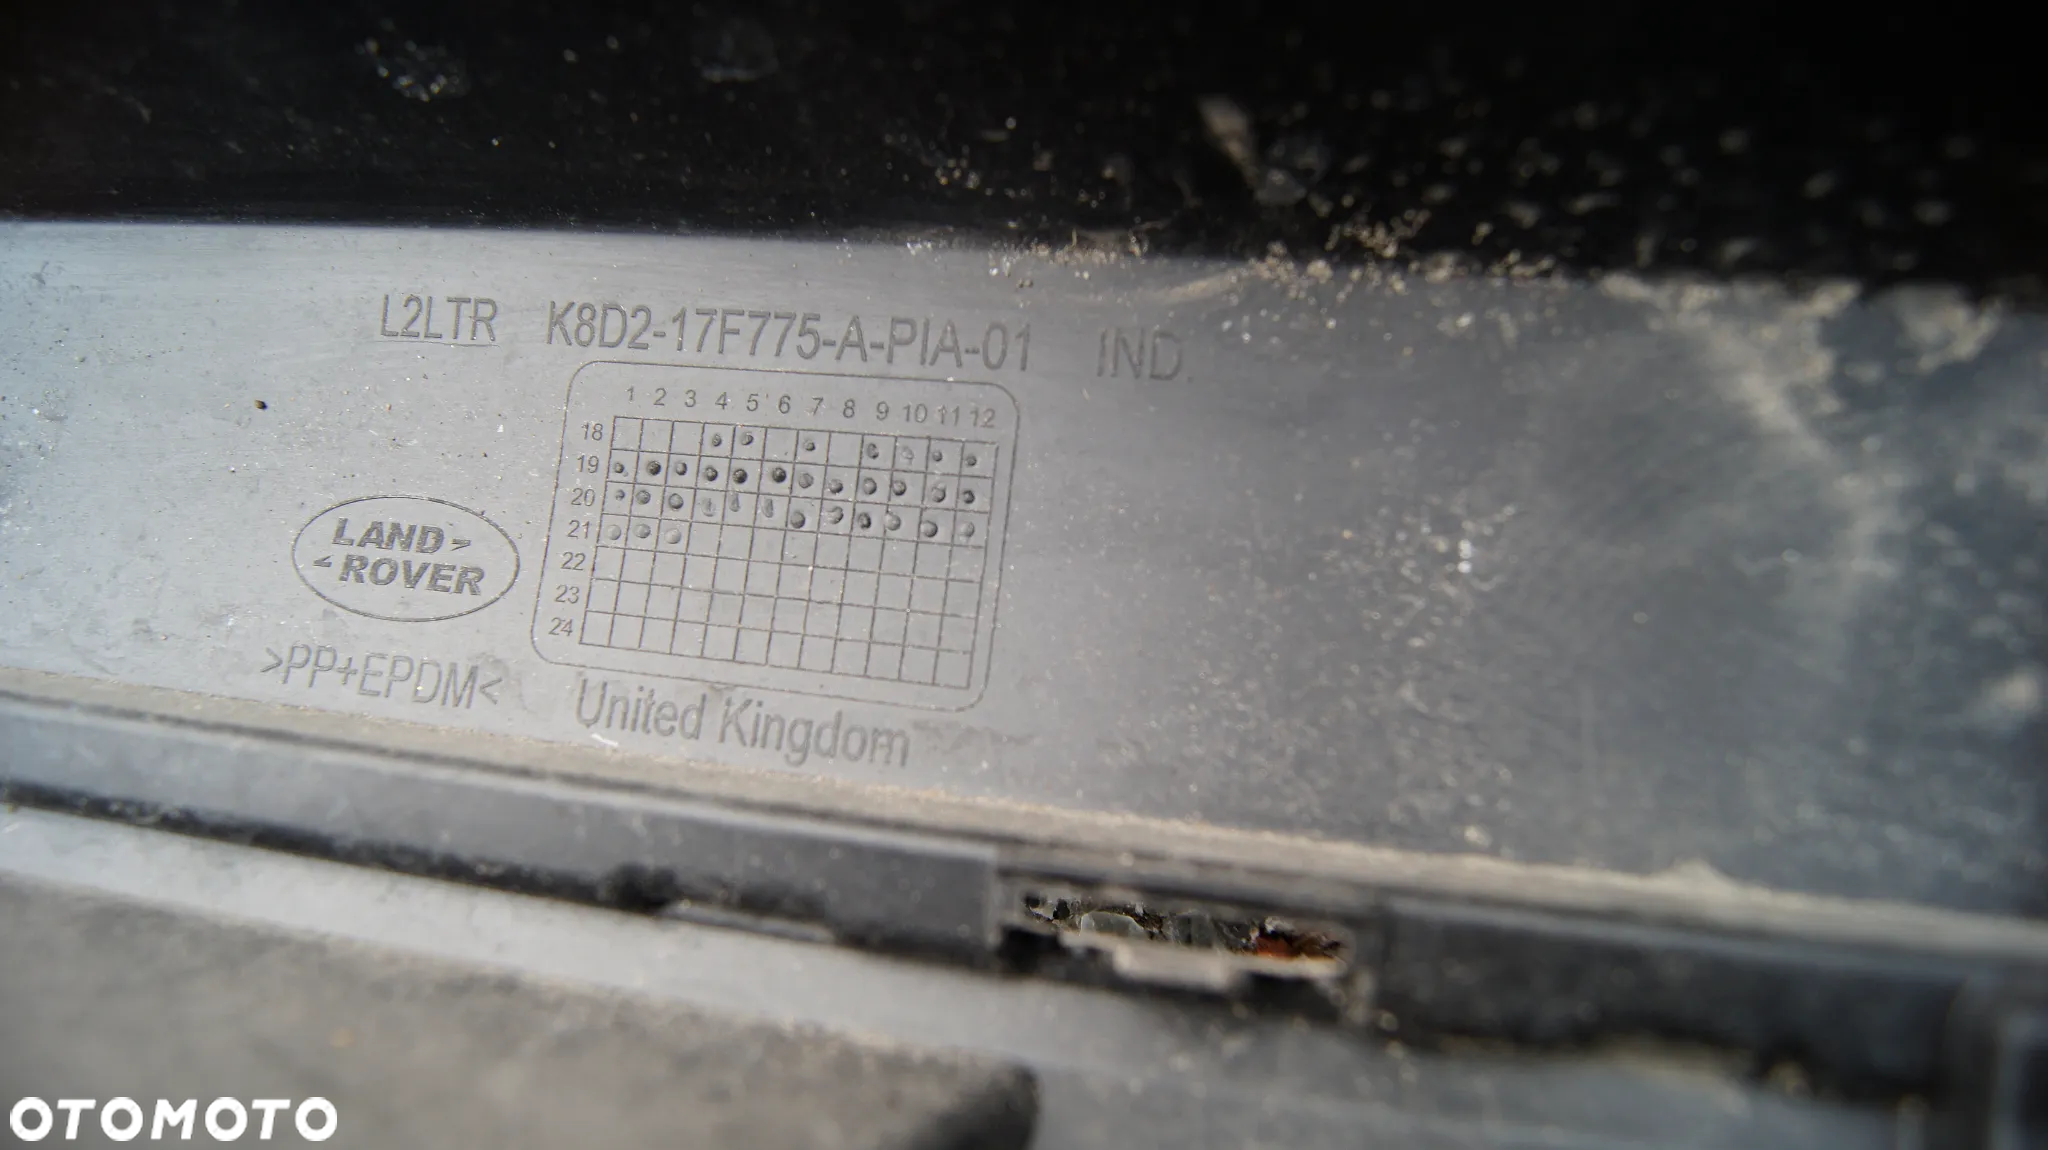 L2LTR K8D2-17F775-A-PIA-01 IND.
1 2 3 4 5 6 7 8 9 10 11 12
18
19
20
21
22
23
24
LAND
ROVER
>PP+EPDM<
United Kingdom
OTOMOTO